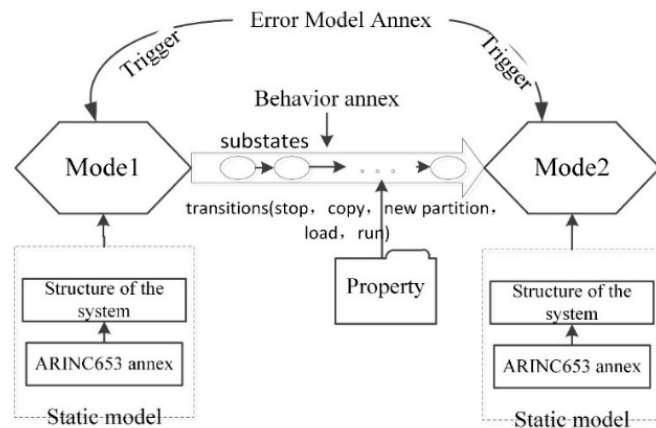 Error Model Annex
Trigger
Trigger
Behavior annex
substates
Mode1
Mode2
. . .
transitions(stop，copy，new partition，
load，run)
Property
Structure of the
system
ARINC653 annex
Static model
Structure of the
system
ARINC653 annex
Static model